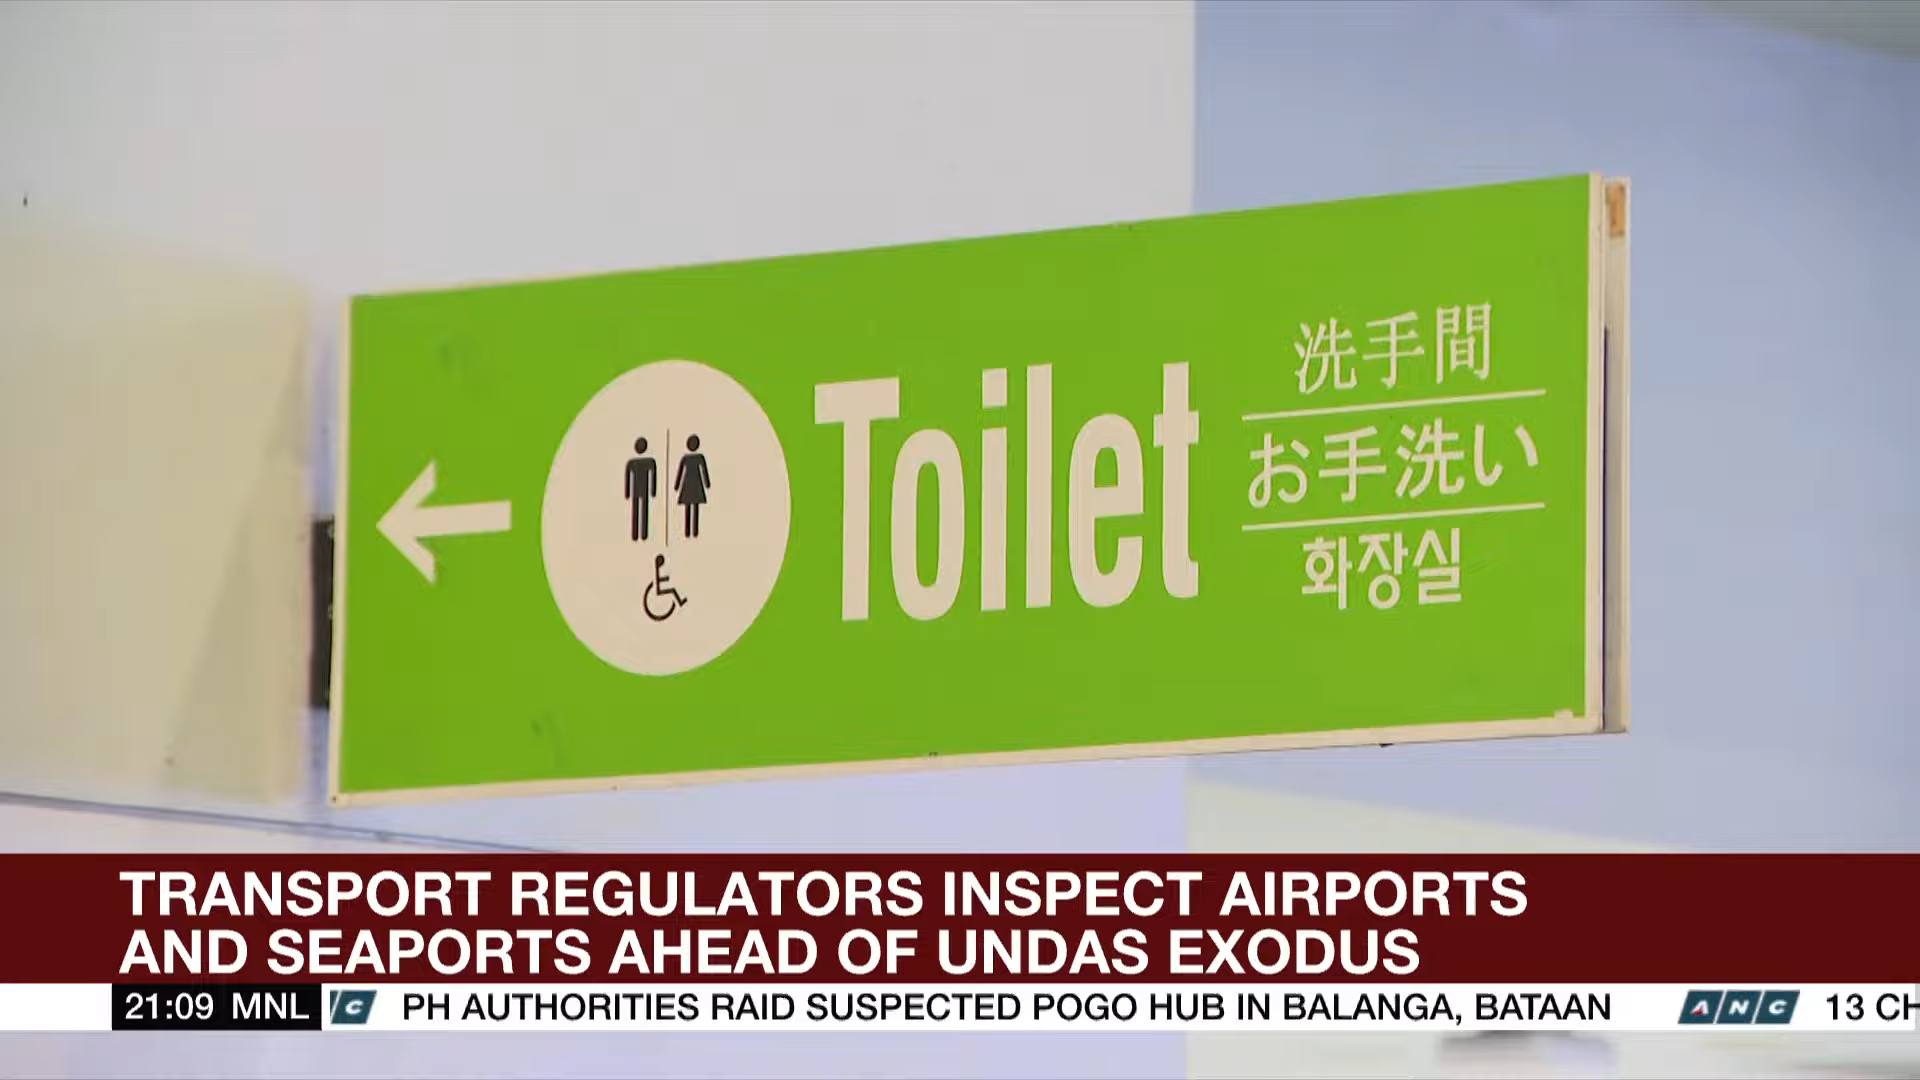 Toilet
洗手間
お手洗い
화장실
TRANSPORT REGULATORS INSPECT AIRPORTS
AND SEAPORTS AHEAD OF UNDAS EXODUS
21:09 MNL
PH AUTHORITIES RAID SUSPECTED POGO HUB IN BALANGA, BATAAN
ANC
13 CH